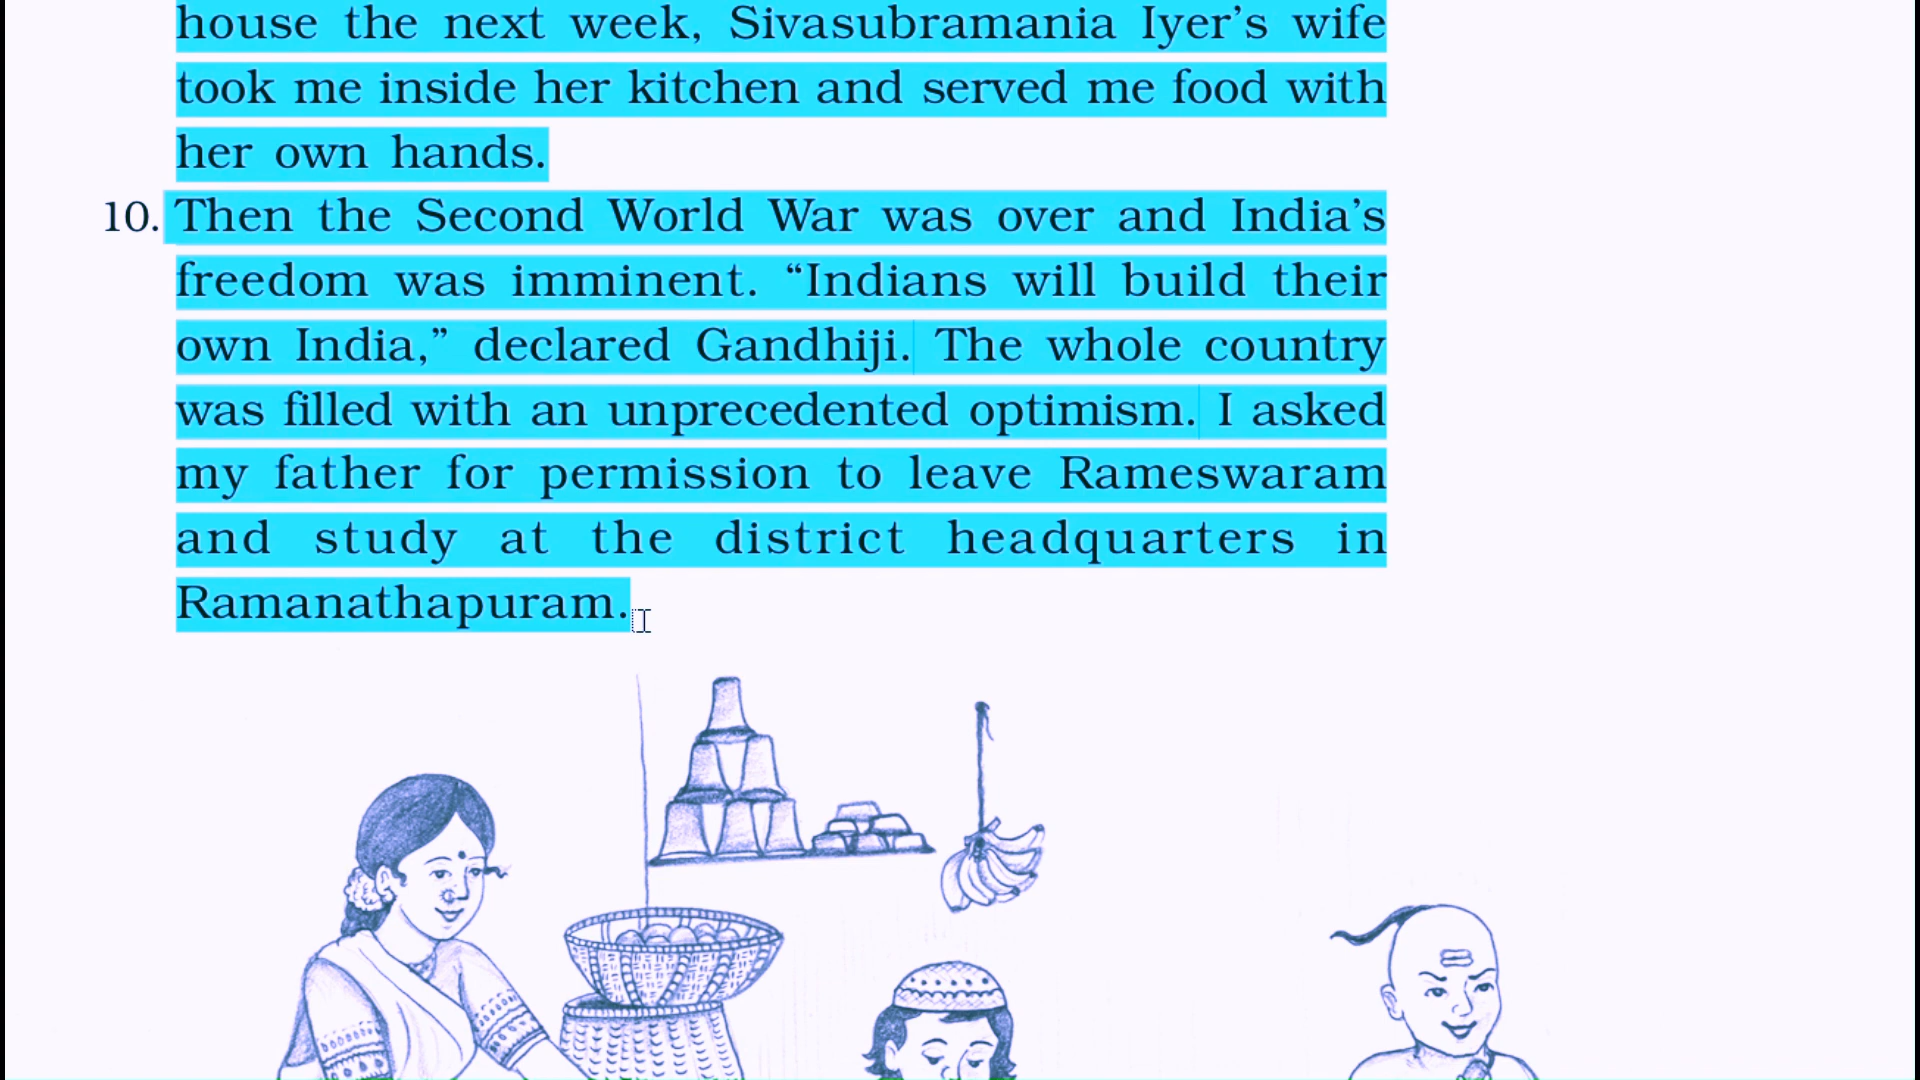 house the next week, Sivasubramania Iyer’s wife
took me inside her kitchen and served me food with
her own hands.
10. Then the Second World War was over and India’s
freedom was imminent. “Indians will build their
own India,” declared Gandhiji. The whole country
was filled with an unprecedented optimism. I asked
my father for permission to leave Rameswaram
and study at the district headquarters in
Ramanathapuram.